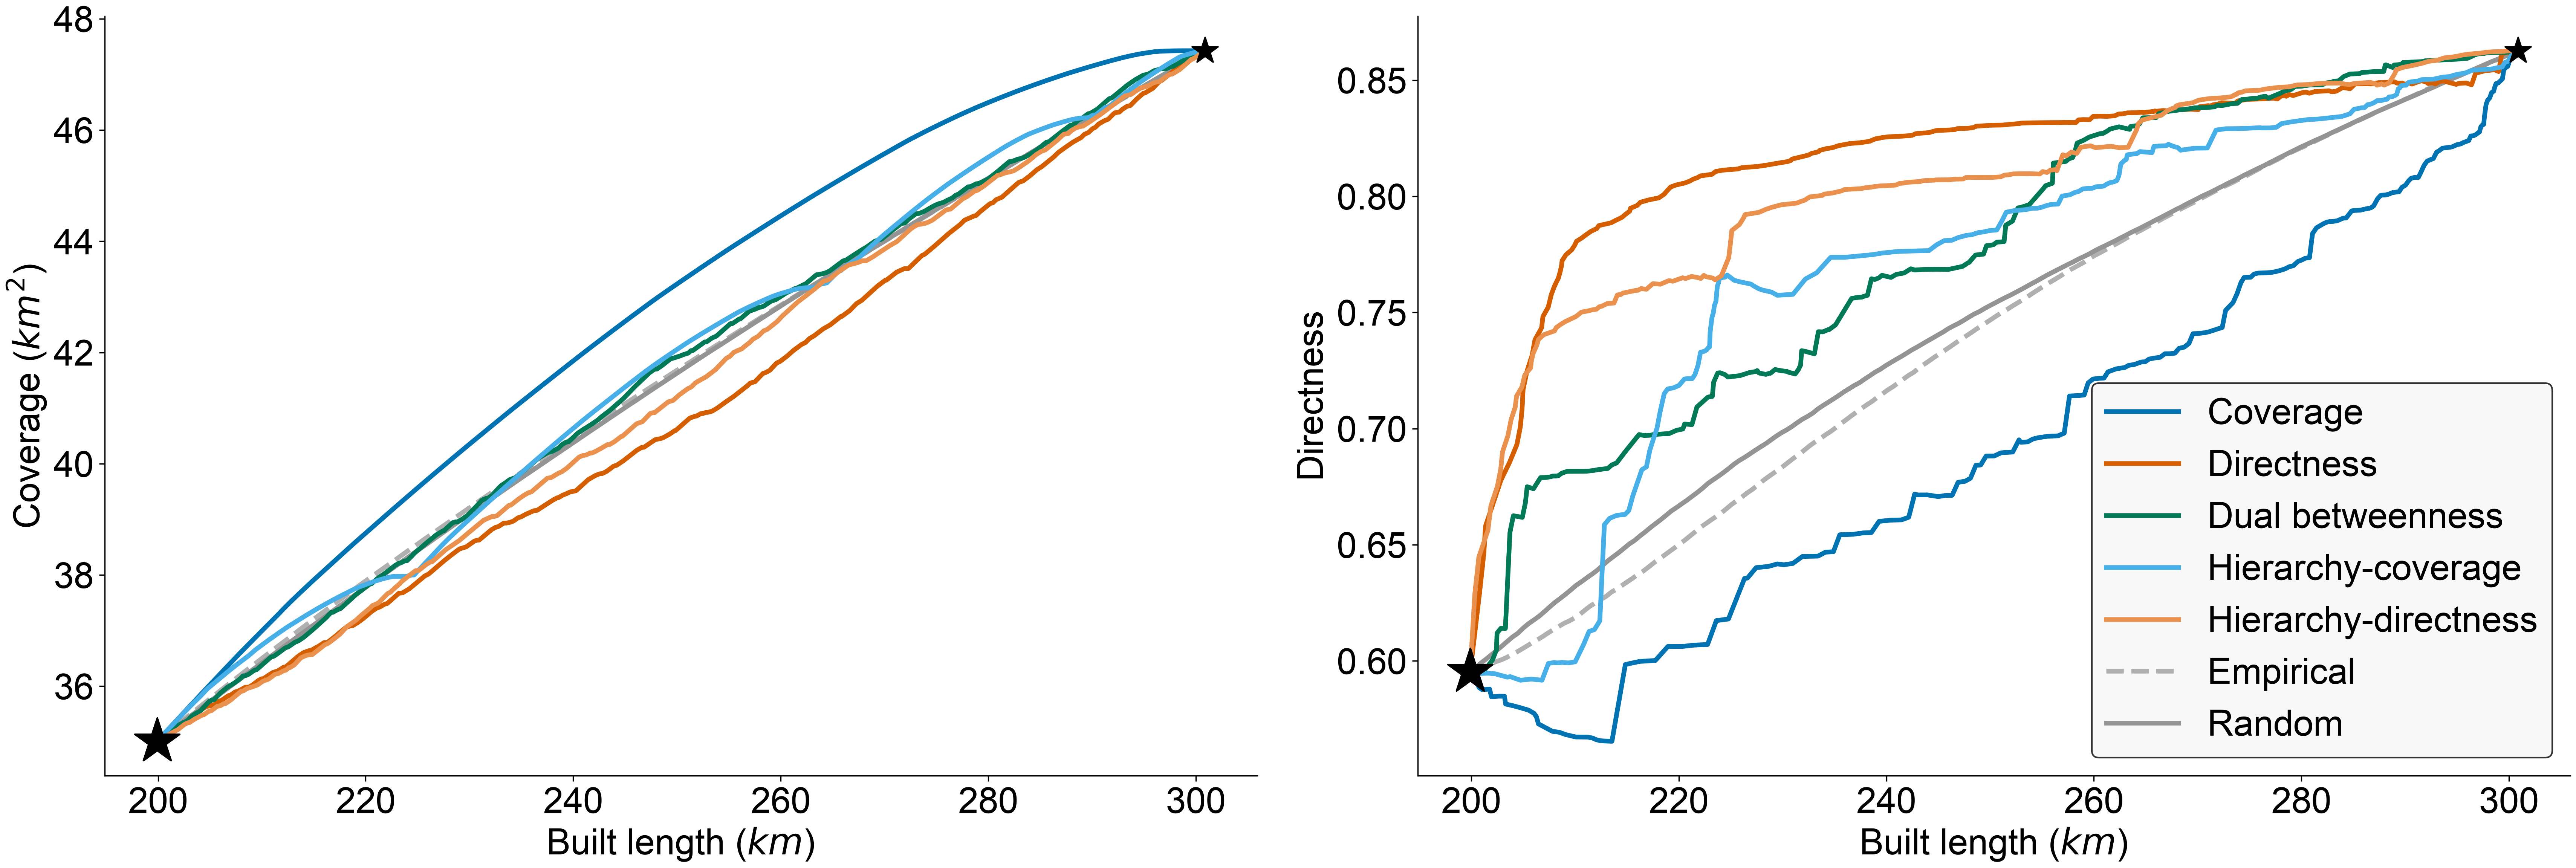 48
46
44
42
40
38
36
Coverage (km²)
200 220 240 260 280 300
Built length (km)
0.85
0.80
0.75
0.70
0.65
0.60
Directness
200 220 240 260 280 300
Built length (km)
Coverage
Directness
Dual betweenness
Hierarchy-coverage
Hierarchy-directness
Empirical
Random